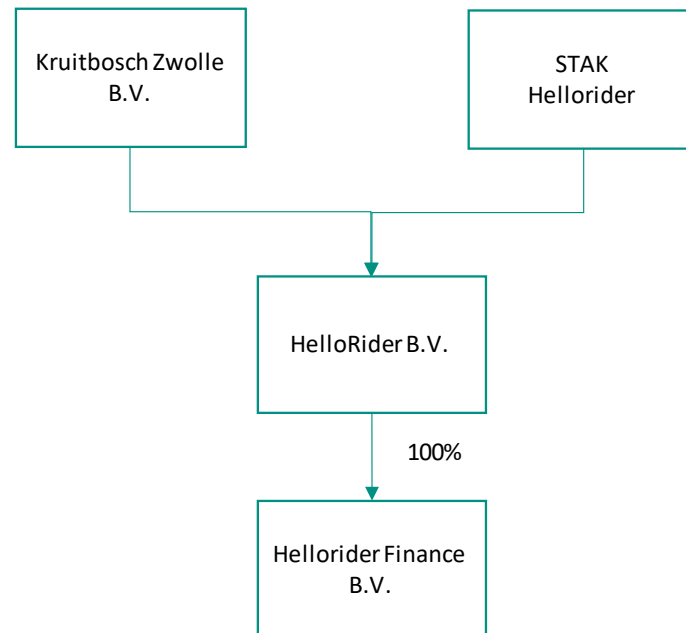 Kruitbosch Zwolle
B.V.
STAK
Hellorider
HelloRider B.V.
100%
Hellorider Finance
B.V.